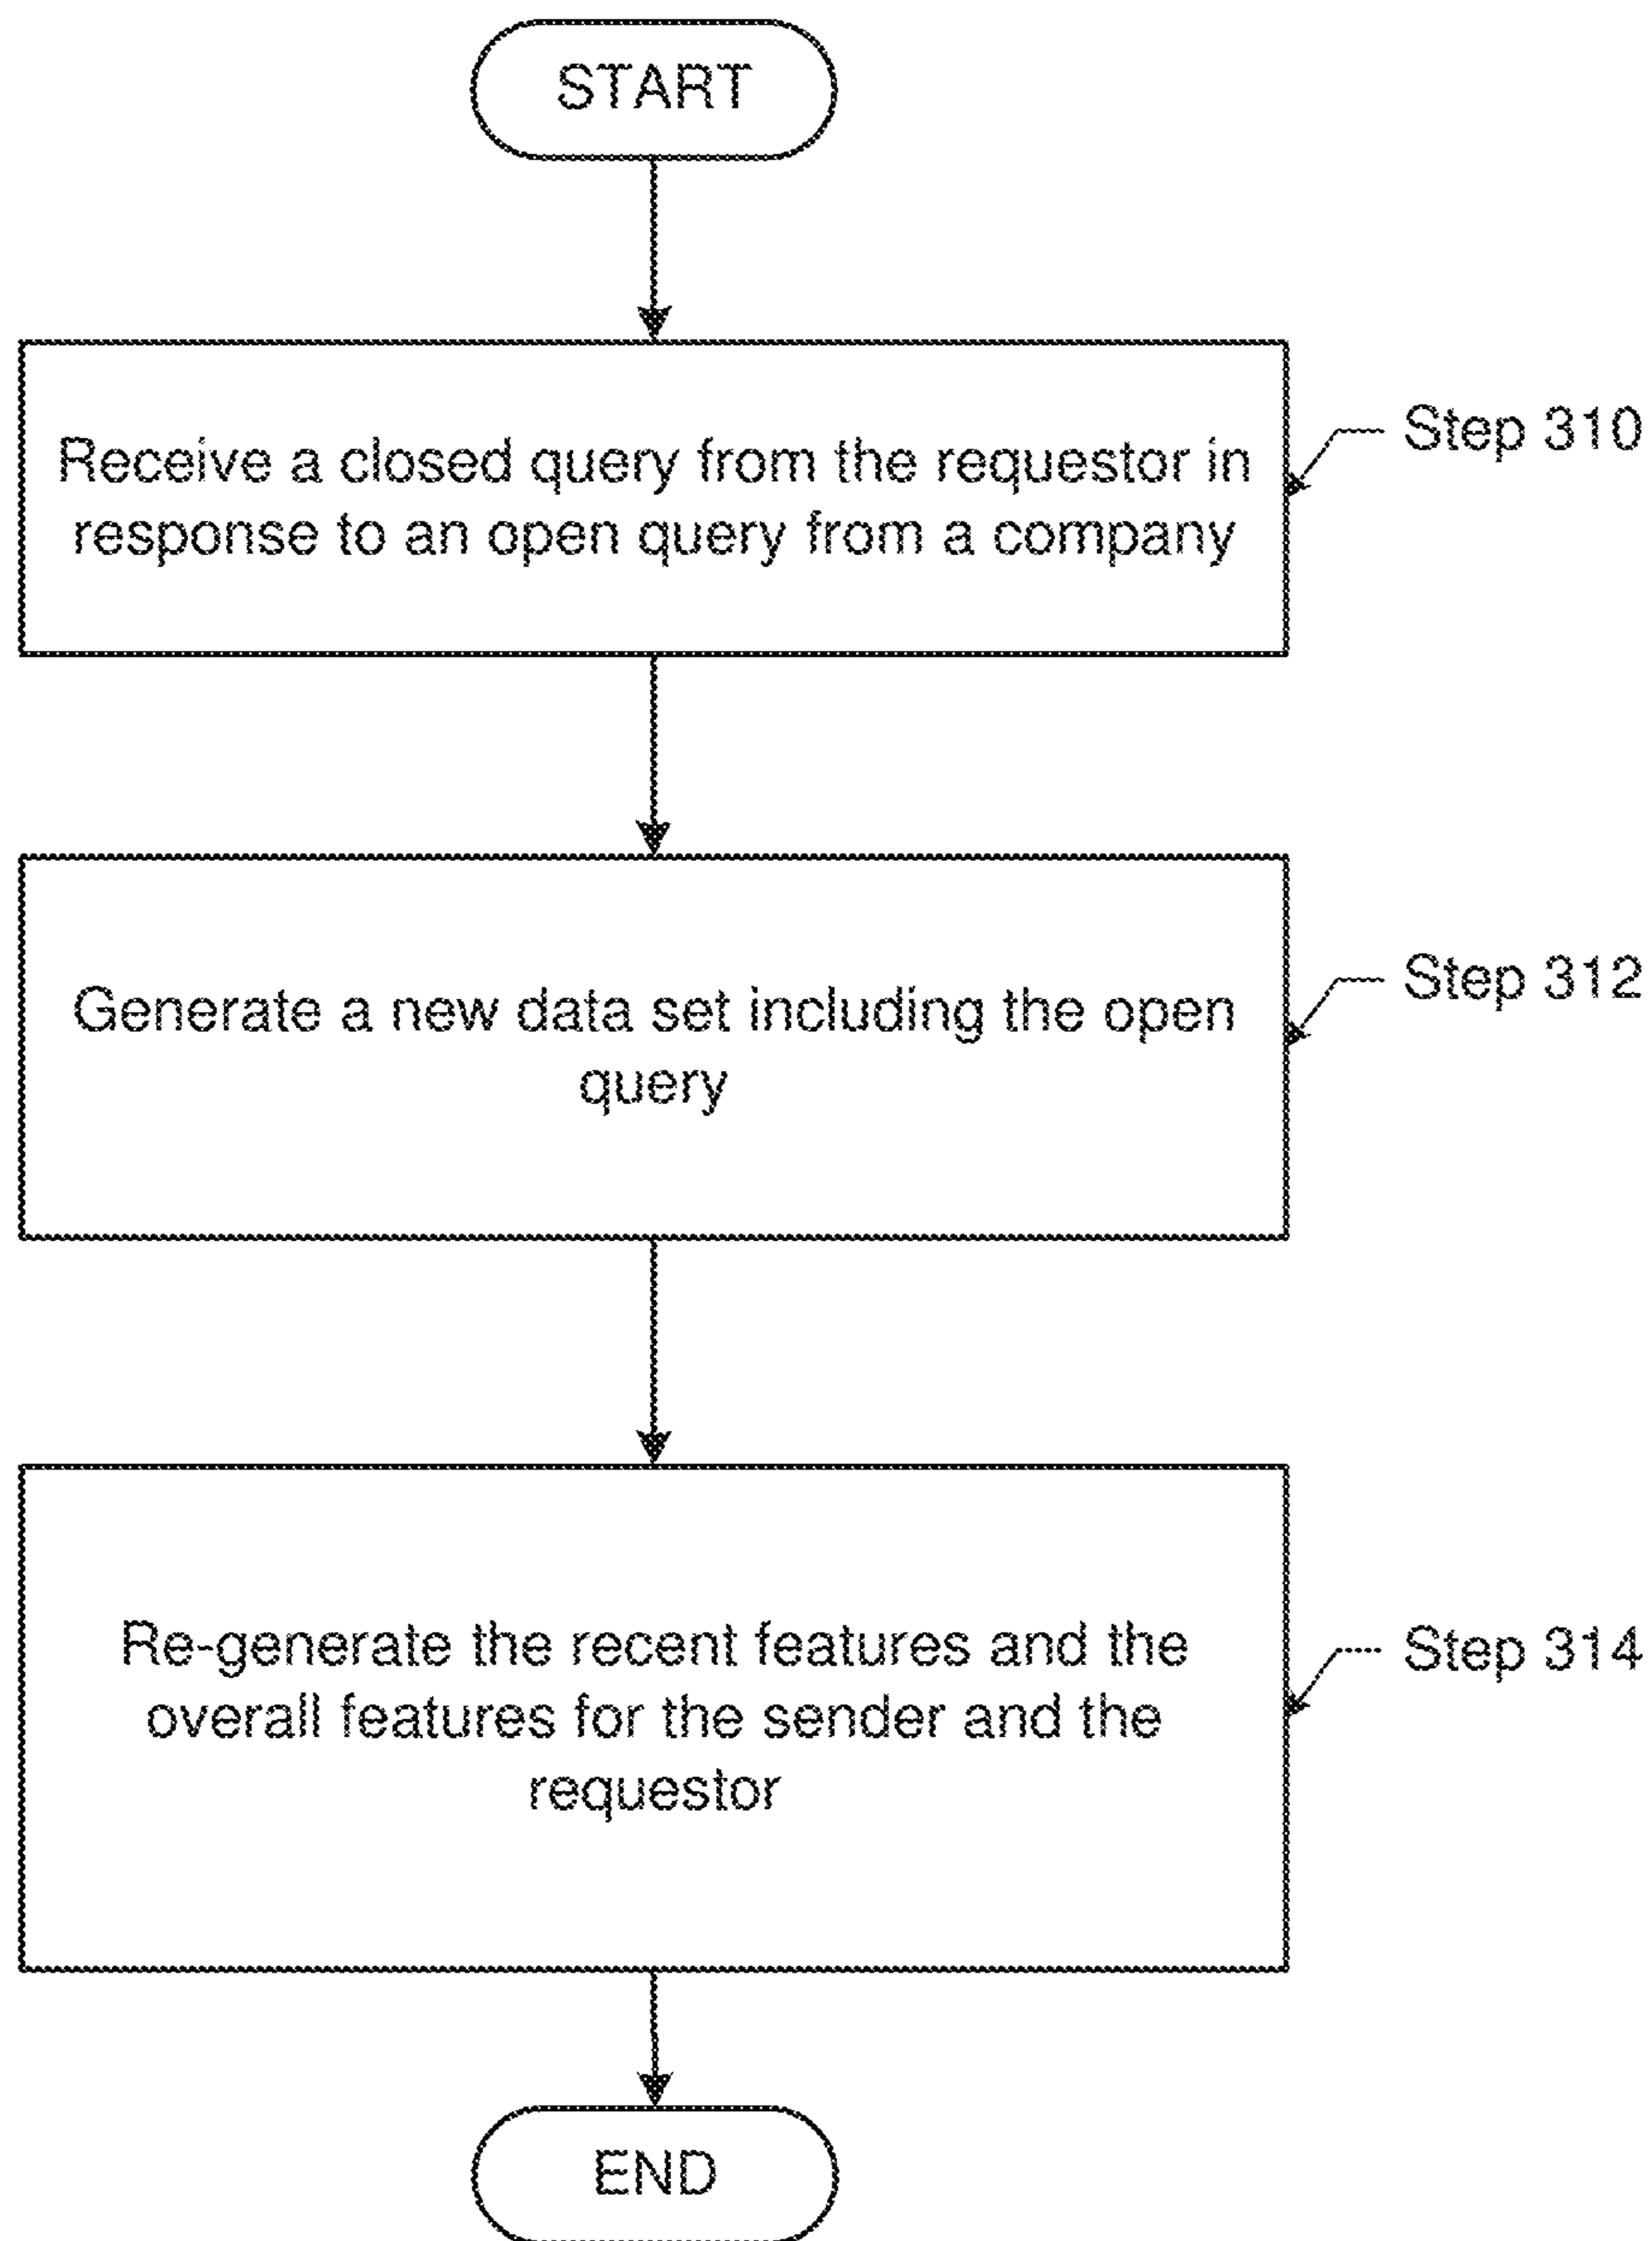 START
Receive a closed query from the requestor in
response to an open query from a company
Step 310
Generate a new data set including the open
query
Step 312
Re-generate the recent features and the
overall features for the sender and the
requestor
Step 314
END